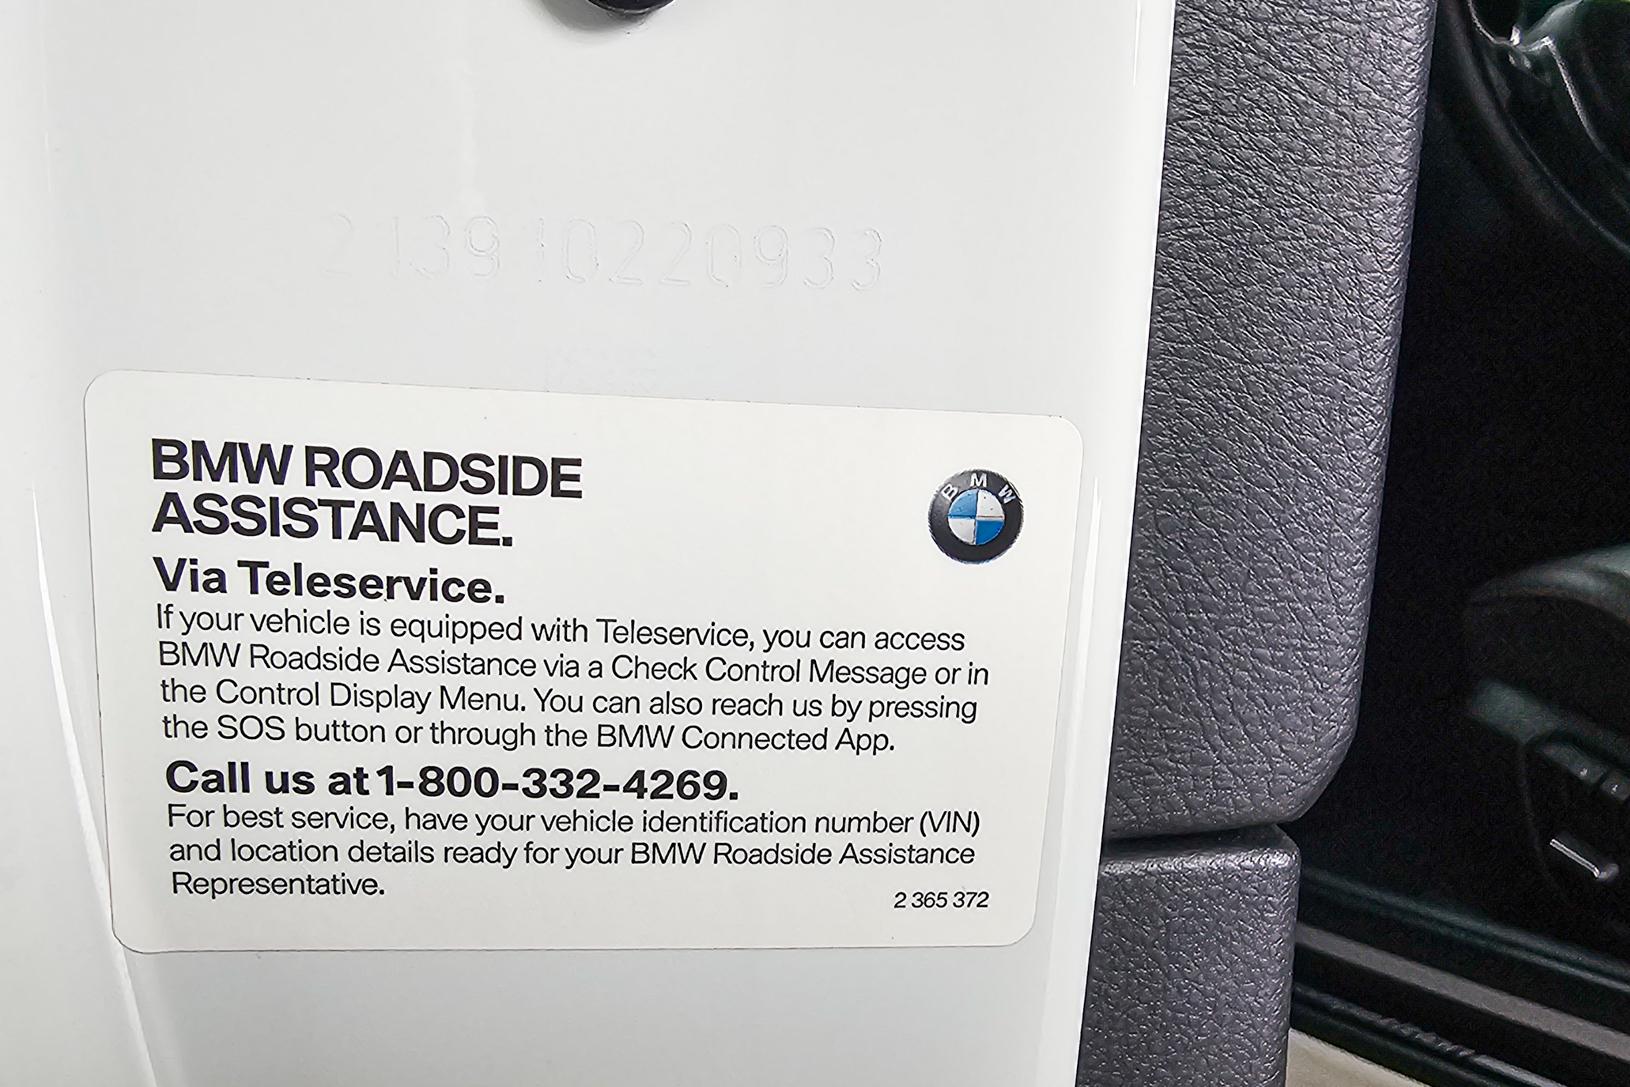 2139 10220933
BMW ROADSIDE
ASSISTANCE.
BMW
Via Teleservice.
If your vehicle is equipped with Teleservice, you can access
BMW Roadside Assistance via a Check Control Message or in
the Control Display Menu. You can also reach us by pressing
the SOS button or through the BMW Connected App.
Call us at 1-800-332-4269.
For best service, have your vehicle identification number (VIN)
and location details ready for your BMW Roadside Assistance
Representative.
2 365 372